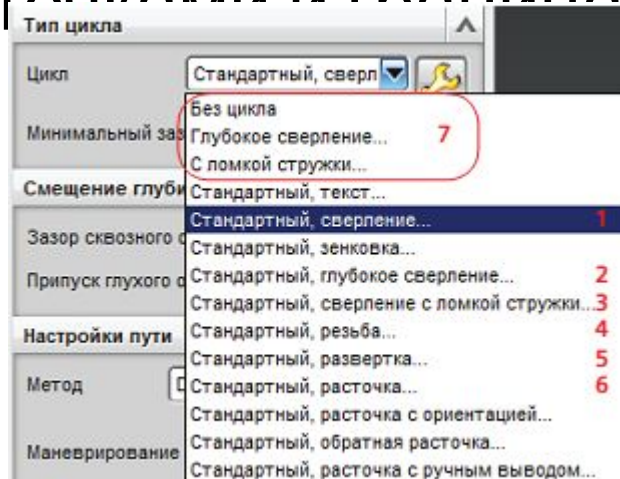 Тип цикла
Цикл Стандартный, сверл
Без цикла
Минимальный заз Глубокое сверление... 7
С ломкой стружки...
Смещение глуби Стандартный, текст...
Стандартный, сверление... 1
Зазор сквозного о Стандартный, зенковка...
Припуск глухого о Стандартный, глубокое сверление... 2
Стандартный, сверление с ломкой стружки... 3
Настройки пути Стандартный, резьба... 4
Стандартный, развертка... 5
Метод Стандартный, расточка... 6
Стандартный, расточка с ориентацией...
Маневрирование Стандартный, обратная расточка...
Стандартный, расточка с ручным выводом...